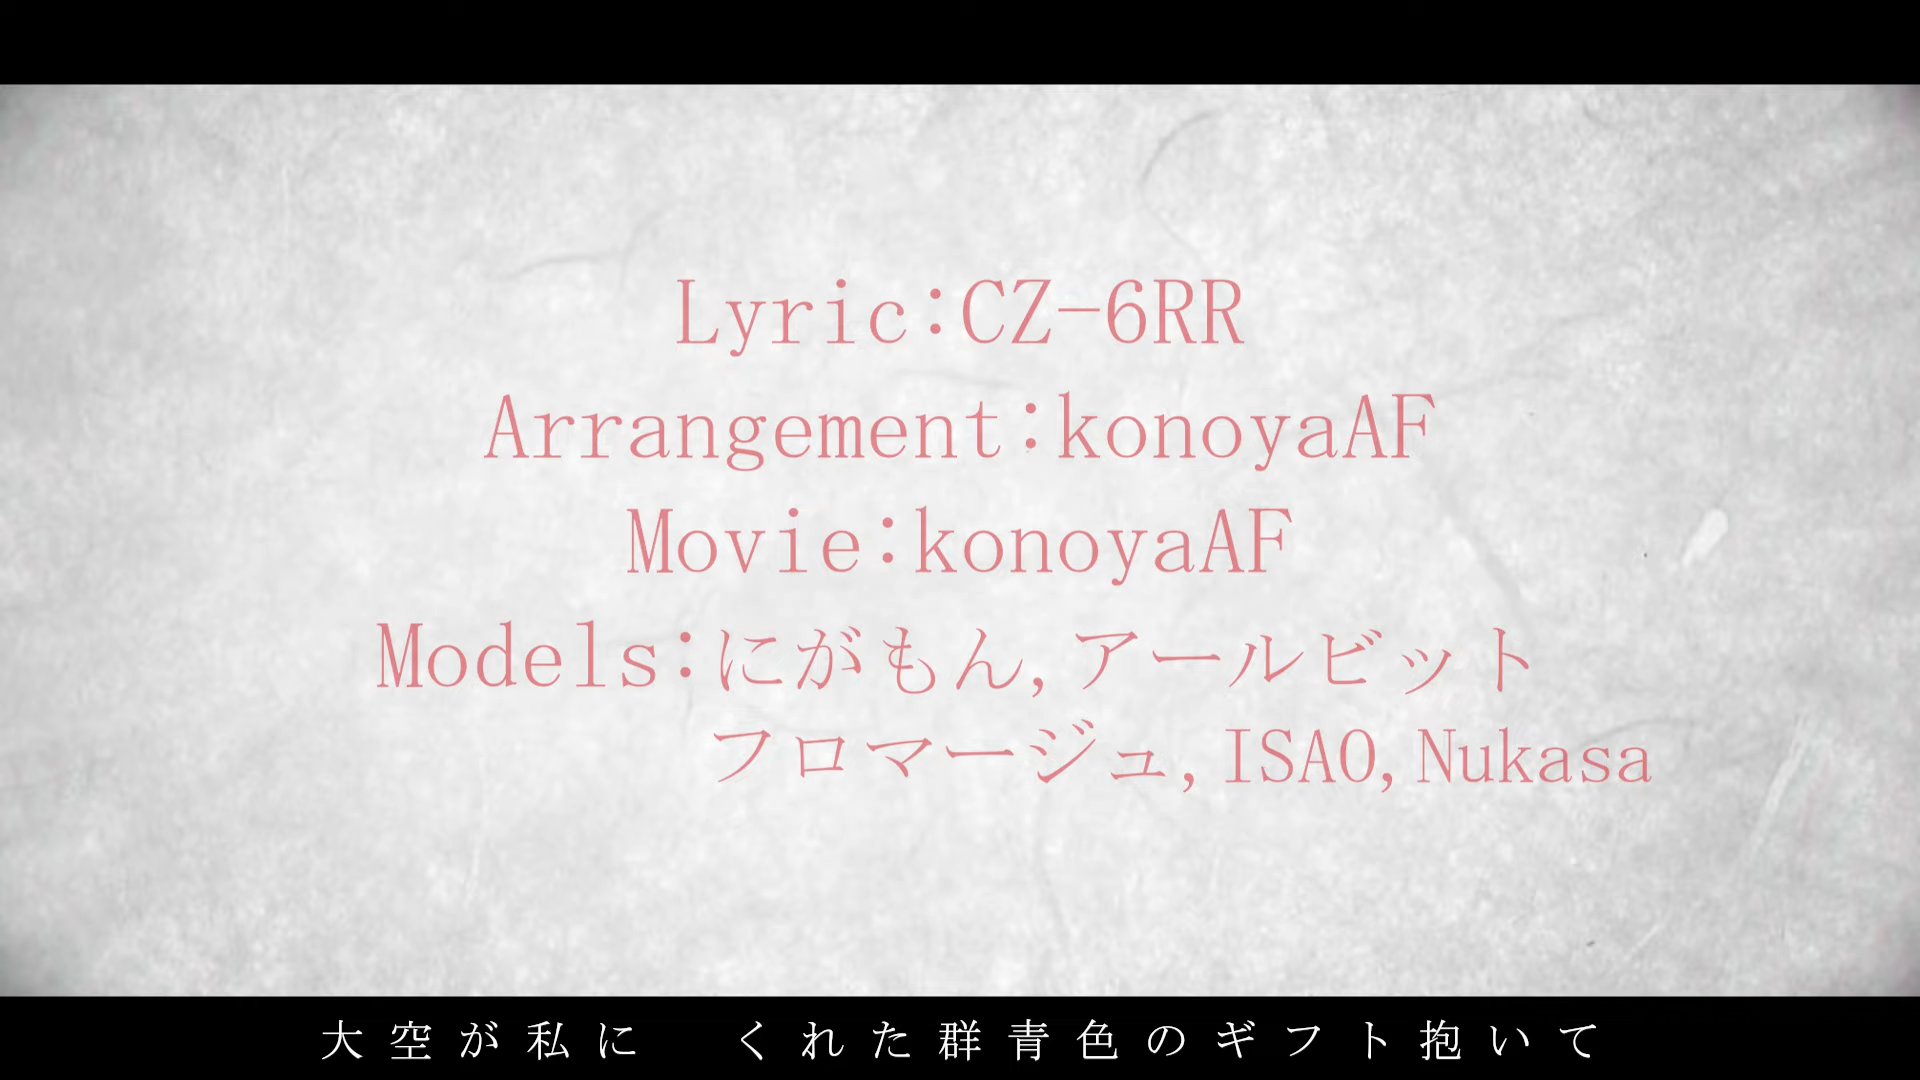 Lyric:CZ-6RR
Arrangement:konoyaAF
Movie:konoyaAF
Models:にがもん,アールビット
フロマージュ,ISAO,Nukasa
大空が私に　くれた群青色のギフト抱いて